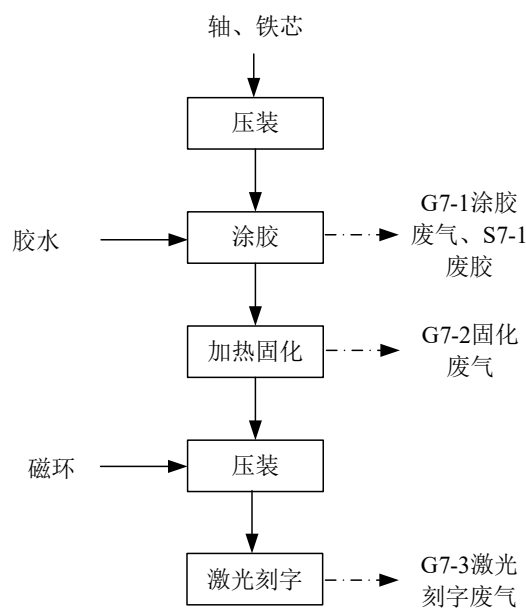 轴、铁芯
压装
胶水
涂胶
G7-1涂胶
废气、S7-1
废胶
加热固化
G7-2固化
废气
磁环
压装
激光刻字
G7-3激光
刻字废气